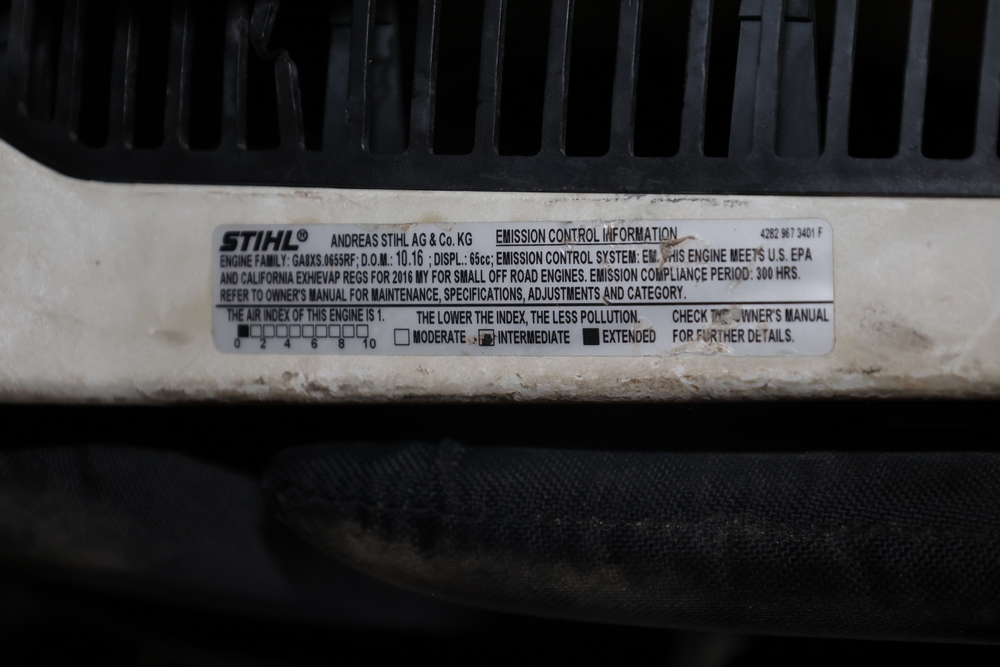 STIHL® ANDREAS STIHL AG & Co. KG EMISSION CONTROL INFORMATION 4282 967 3401 F
ENGINE FAMILY: GA8XS.0655RF; D.O.M.: 10.16 ; DISPL.: 65cc; EMISSION CONTROL SYSTEM: EM. THIS ENGINE MEETS U.S. EPA
AND CALIFORNIA EXH/EVAP REGS FOR 2016 MY FOR SMALL OFF ROAD ENGINES. EMISSION COMPLIANCE PERIOD: 300 HRS.
REFER TO OWNER'S MANUAL FOR MAINTENANCE, SPECIFICATIONS, ADJUSTMENTS AND CATEGORY.
THE AIR INDEX OF THIS ENGINE IS 1. THE LOWER THE INDEX, THE LESS POLLUTION. CHECK THE OWNER'S MANUAL
MODERATE INTERMEDIATE EXTENDED FOR FURTHER DETAILS.
0 2 4 6 8 10